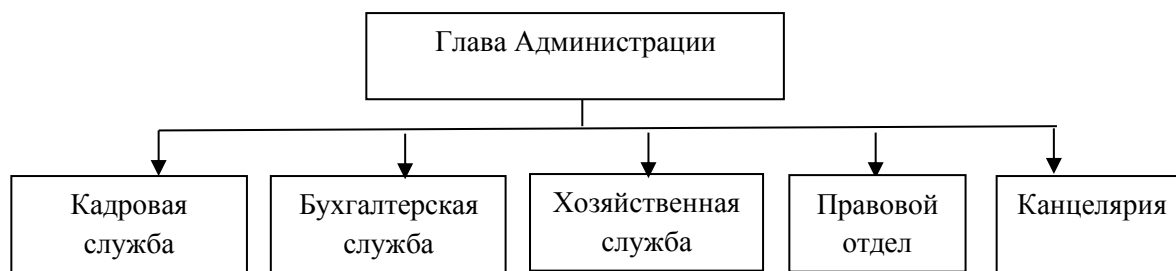 Глава Администрации
Кадровая
служба
Бухгалтерская
служба
Хозяйственная
служба
Правовой
отдел
Канцелярия